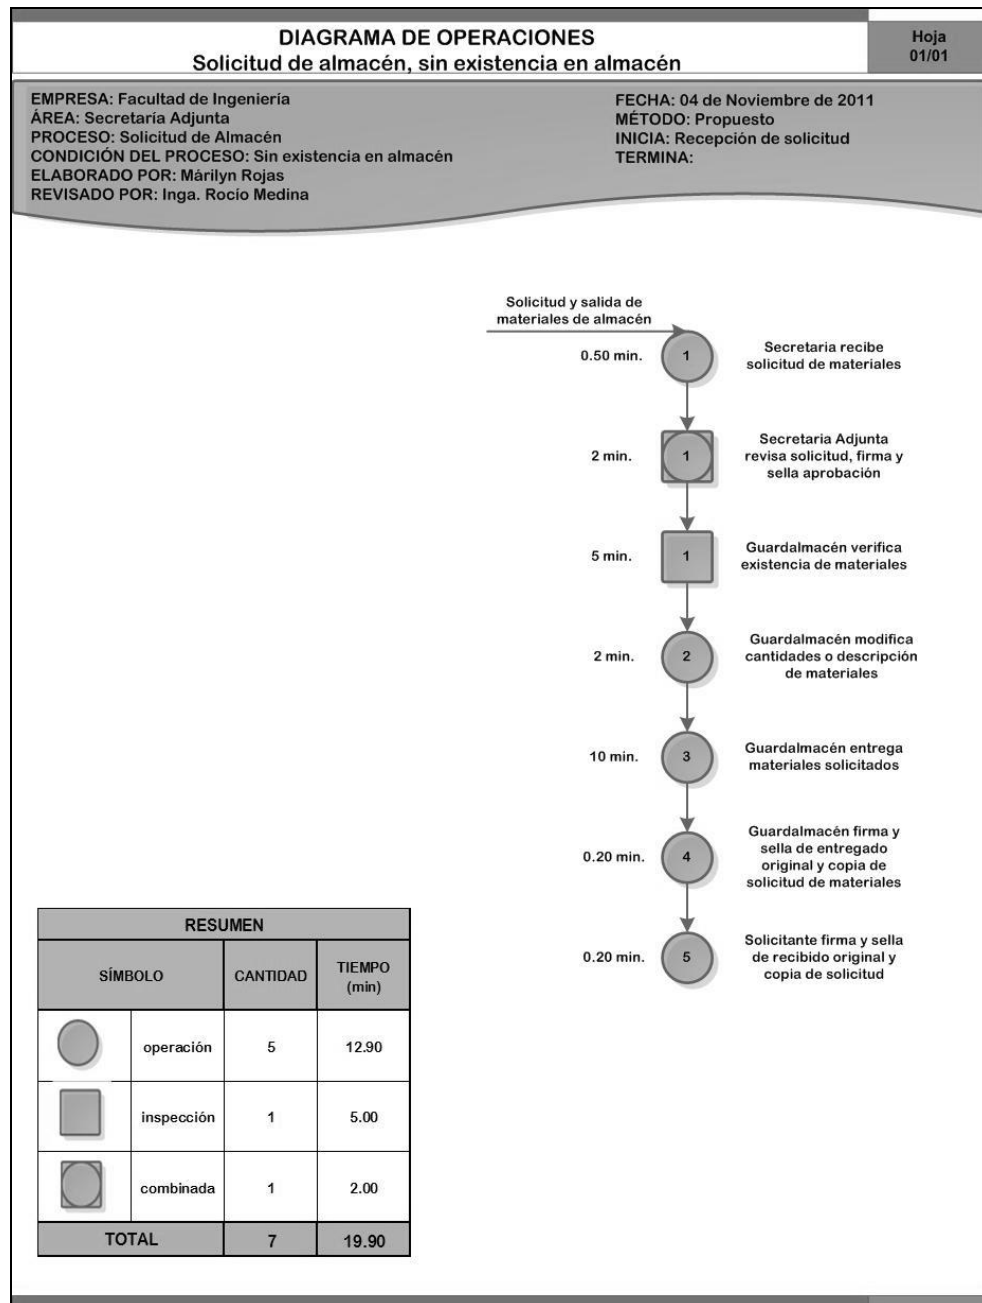 DIAGRAMA DE OPERACIONES
Solicitud de almacén, sin existencia en almacén
Hoja
01/01
EMPRESA: Facultad de Ingeniería
ÁREA: Secretaría Adjunta
PROCESO: Solicitud de Almacén
CONDICIÓN DEL PROCESO: Sin existencia en almacén
ELABORADO POR: Márilyn Rojas
REVISADO POR: Inga. Rocío Medina
FECHA: 04 de Noviembre de 2011
MÉTODO: Propuesto
INICIA: Recepción de solicitud
TERMINA:
Solicitud y salida de
materiales de almacén
0.50 min.
1
Secretaria recibe
solicitud de materiales
2 min.
1
Secretaria Adjunta
revisa solicitud, firma y
sella aprobación
5 min.
1
Guardalmacén verifica
existencia de materiales
2 min.
2
Guardalmacén modifica
cantidades o descripción
de materiales
10 min.
3
Guardalmacén entrega
materiales solicitados
0.20 min.
4
Guardalmacén firma y
sella de entregado
original y copia de
solicitud de materiales
0.20 min.
5
Solicitante firma y sella
de recibido original y
copia de solicitud
RESUMEN
SÍMBOLO CANTIDAD TIEMPO
(min)
operación 5 12.90
inspección 1 5.00
combinada 1 2.00
TOTAL 7 19.90